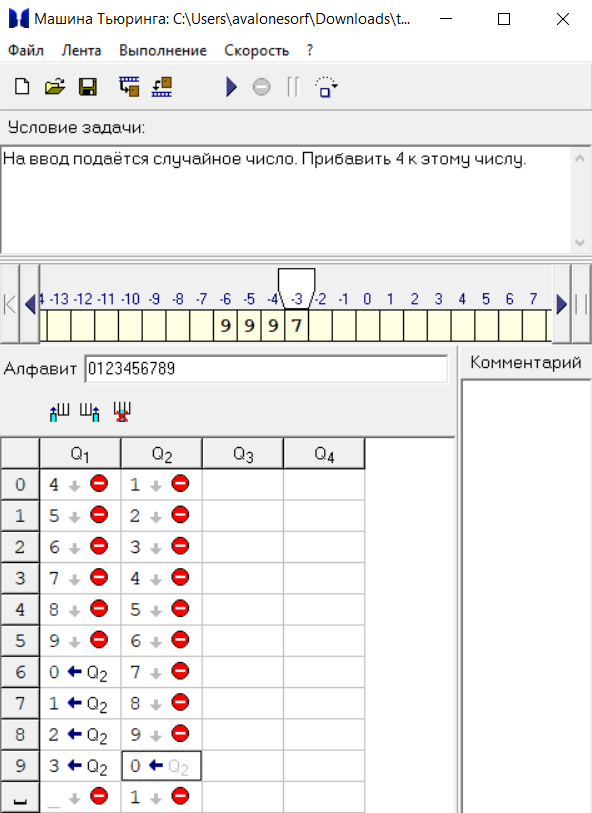 Машина Тьюринга: C:\Users\avalonesorf\Downloads\t...
Файл Лента Выполнение Скорость ?
Условие задачи:
На ввод подаётся случайное число. Прибавить 4 к этому числу.
4 -13 -12 -11 -10 -9 -8 -7 -6 -5 -4 -3 -2 -1 0 1 2 3 4 5 6 7
9 9 9 7
Алфавит 0123456789
Комментарий
Q1 Q2 Q3 Q4
0 4 1
1 5 2
2 6 3
3 7 4
4 8 5
5 9 6
6 0 ← Q2 7
7 1 ← Q2 8
8 2 ← Q2 9
9 3 ← Q2 0 ← Q2
_ _ 1